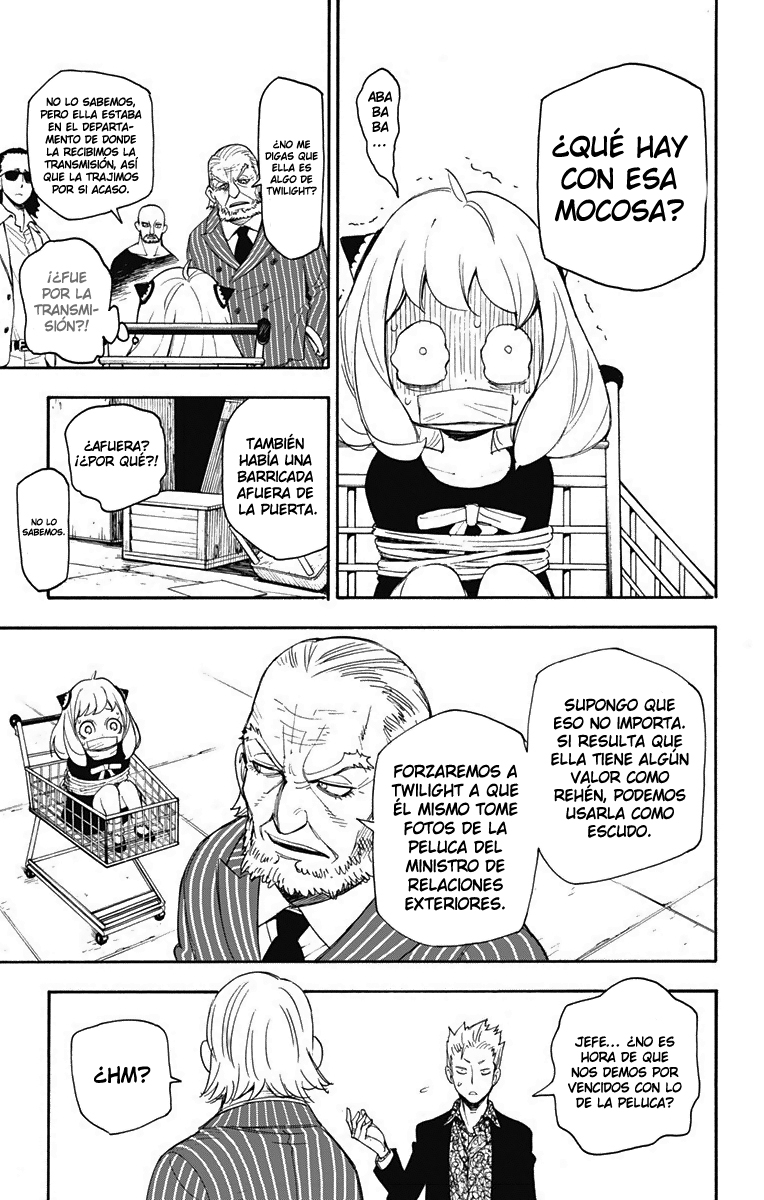 ¿QUÉ HAY
CON ESA
MOCOSA?
ABA
BA
BA
...
¿NO ME
DIGAS QUE
ELLA ES
ALGO DE
TWILIGHT?
NO LO SABEMOS,
PERO ELLA ESTABA
EN EL DEPARTA-
MENTO DE DONDE
LA RECIBIMOS LA
TRANSMISIÓN, ASÍ
QUE LA TRAJIMOS
POR SI ACASO.
¡¿FUE
POR LA
TRANSMI-
SIÓN?!
TAMBIÉN
HABÍA UNA
BARRICADA
AFUERA DE
LA PUERTA.
¿AFUERA?
¡¿POR QUÉ?!
NO LO
SABEMOS.
SUPONGO QUE
ESO NO IMPORTA.
SI RESULTA QUE
ELLA TIENE ALGÚN
VALOR COMO
REHÉN, PODEMOS
USARLA COMO
ESCUDO.
FORZAREMOS A
TWILIGHT A QUE
ÉL MISMO TOME
FOTOS DE LA
PELUCA DEL
MINISTRO DE
RELACIONES
EXTERIORES.
JEFE... ¿NO ES
HORA DE QUE
NOS DEMOS POR
VENCIDOS CON LO
DE LA PELUCA?
¿HM?